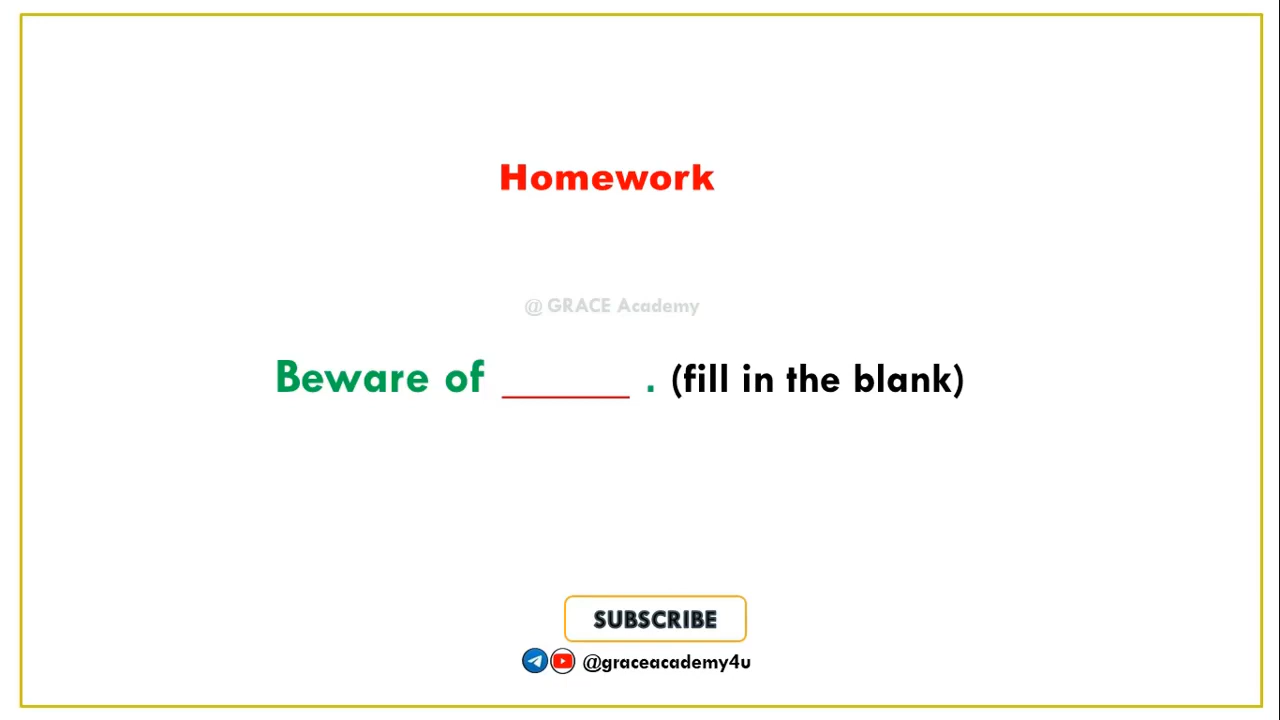 Homework
@ GRACE Academy
Beware of ______ . (fill in the blank)
SUBSCRIBE
@graceacademy4u